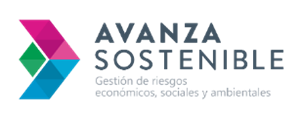 AVANZA
SOSTENIBLE
Gestión de riesgos
económicos, sociales y ambientales